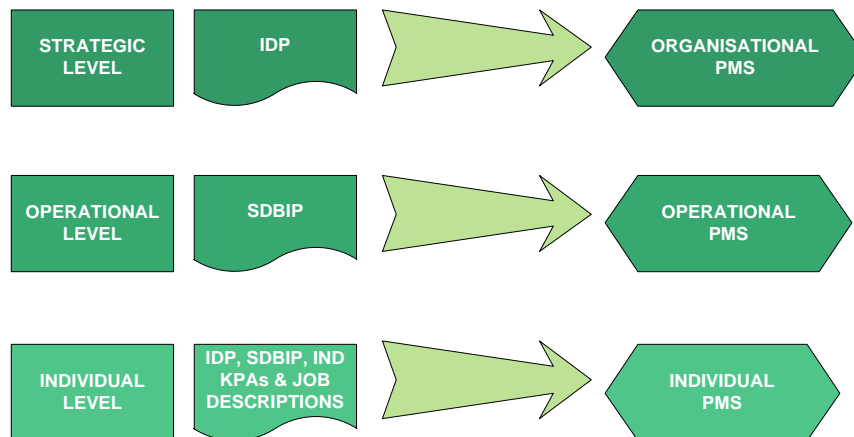 STRATEGIC
LEVEL
IDP
ORGANISATIONAL
PMS
OPERATIONAL
LEVEL
SDBIP
OPERATIONAL
PMS
INDIVIDUAL
LEVEL
IDP, SDBIP, IND
KPAs & JOB
DESCRIPTIONS
INDIVIDUAL
PMS